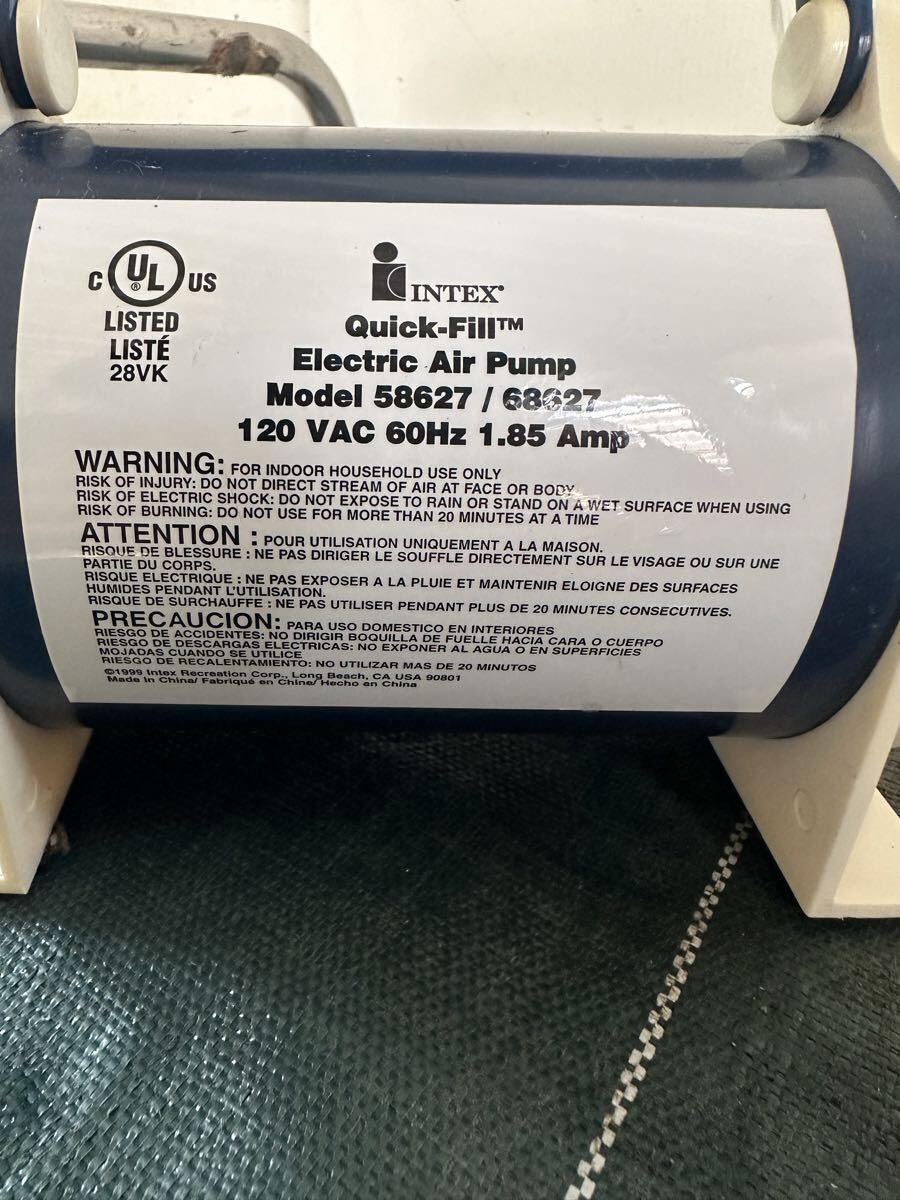 C UL ® US
LISTED
LISTÉ
28VK
INTEX®
Quick-Fill™
Electric Air Pump
Model 58627 / 68627
120 VAC 60Hz 1.85 Amp
WARNING: FOR INDOOR HOUSEHOLD USE ONLY
RISK OF INJURY: DO NOT DIRECT STREAM OF AIR AT FACE OR BODY
RISK OF ELECTRIC SHOCK: DO NOT EXPOSE TO RAIN OR STAND ON A WET SURFACE WHEN USING
RISK OF BURNING: DO NOT USE FOR MORE THAN 20 MINUTES AT A TIME
ATTENTION : POUR UTILISATION UNIQUEMENT A LA MAISON.
RISQUE DE BLESSURE : NE PAS DIRIGER LE SOUFFLE DIRECTEMENT SUR LE VISAGE OU SUR UNE
PARTIE DU CORPS.
RISQUE ELECTRIQUE : NE PAS EXPOSER A LA PLUIE ET MAINTENIR ELOIGNE DES SURFACES
HUMIDES PENDANT L'UTILISATION.
RISQUE DE SURCHAUFFE : NE PAS UTILISER PENDANT PLUS DE 20 MINUTES CONSECUTIVES.
PRECAUCION: PARA USO DOMESTICO EN INTERIORES
RIESGO DE ACCIDENTES: NO DIRIGIR BOQUILLA DE FUELLE HACIA CARA O CUERPO
RIESGO DE DESCARGAS ELECTRICAS: NO EXPONER AL AGUA O EN SUPERFICIES
MOJADAS CUANDO SE UTILICE
RIESGO DE RECALENTAMIENTO: NO UTILIZAR MAS DE 20 MINUTOS
©1999 Intex Recreation Corp., Long Beach, CA USA 90801
Made in China/ Fabriqué en Chine/ Hecho en China